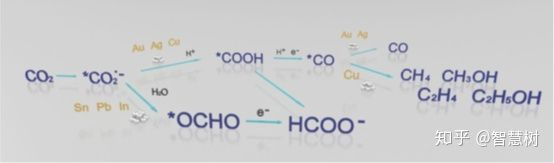 Au Ag Cu
H⁺
*COOH
H⁺ e⁻
*CO
Au Ag
CO
CO₂
*CO₂·⁻
Cu
CH₄ CH₃OH
C₂H₄ C₂H₅OH
H₂O
Sn Pb In
*OCHO
e⁻
HCOO⁻
知乎 @智慧树